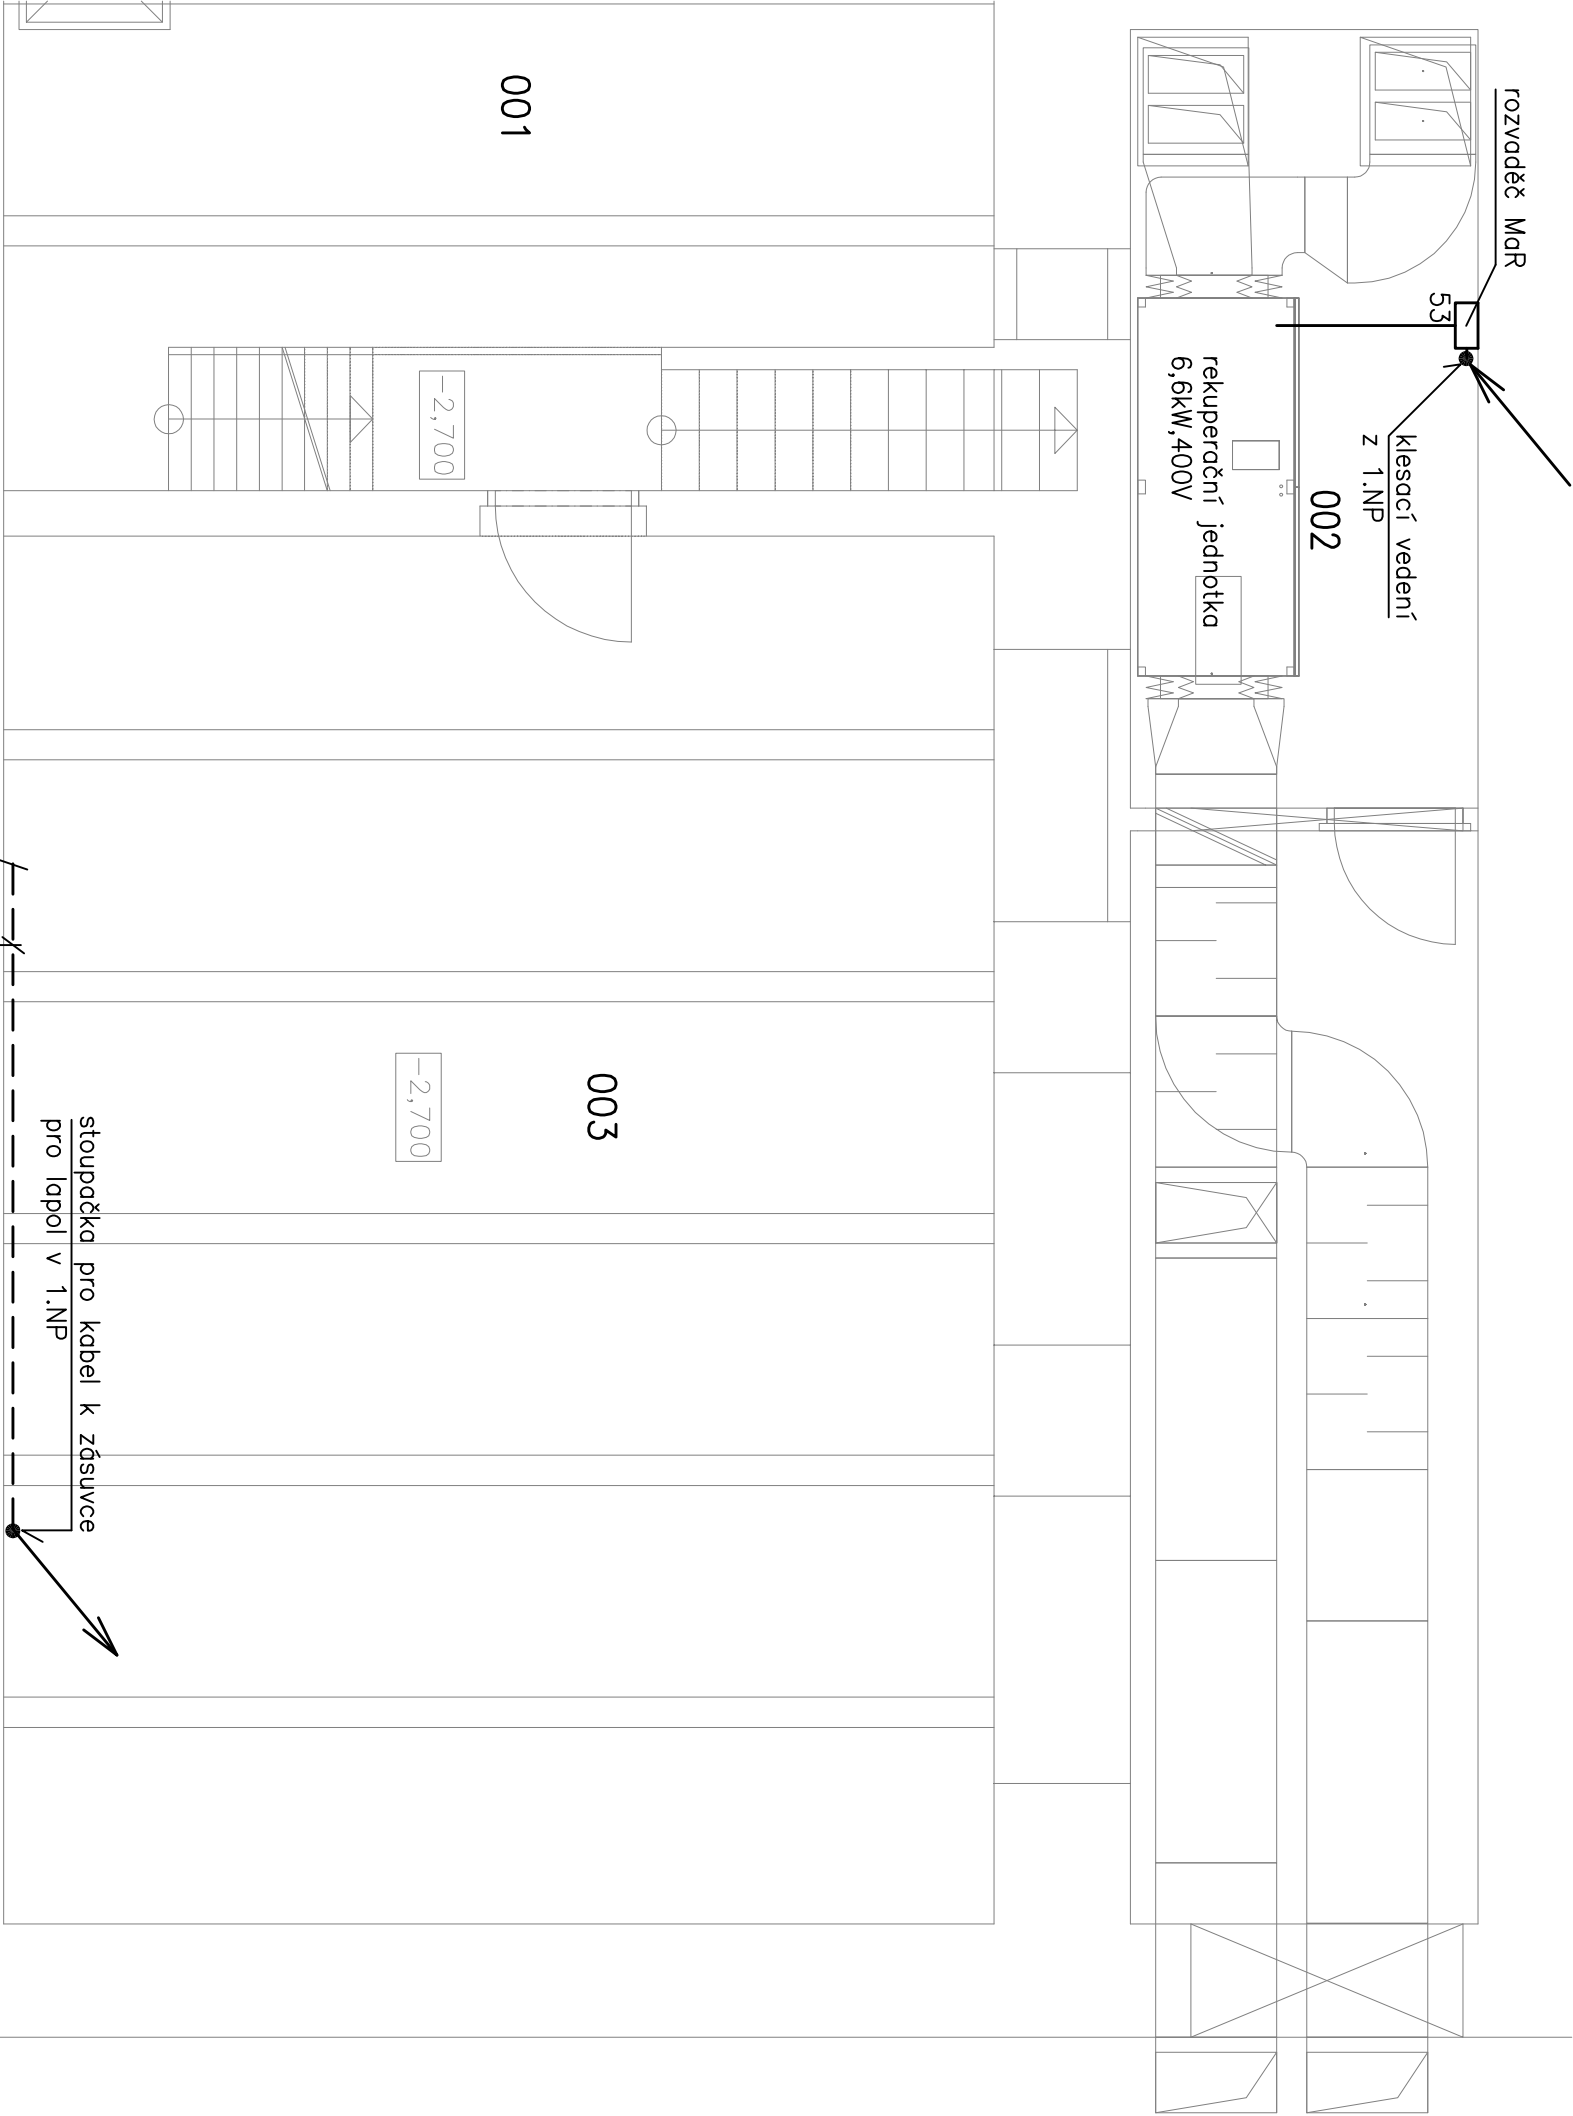 rozvaděč MaR
53
klesací vedení
z 1.NP
002
rekuperační jednotka
6,6kW,400V
001
-2,700
003
-2,700
stoupačka pro kabel k zásuvce
pro lapol v 1.NP